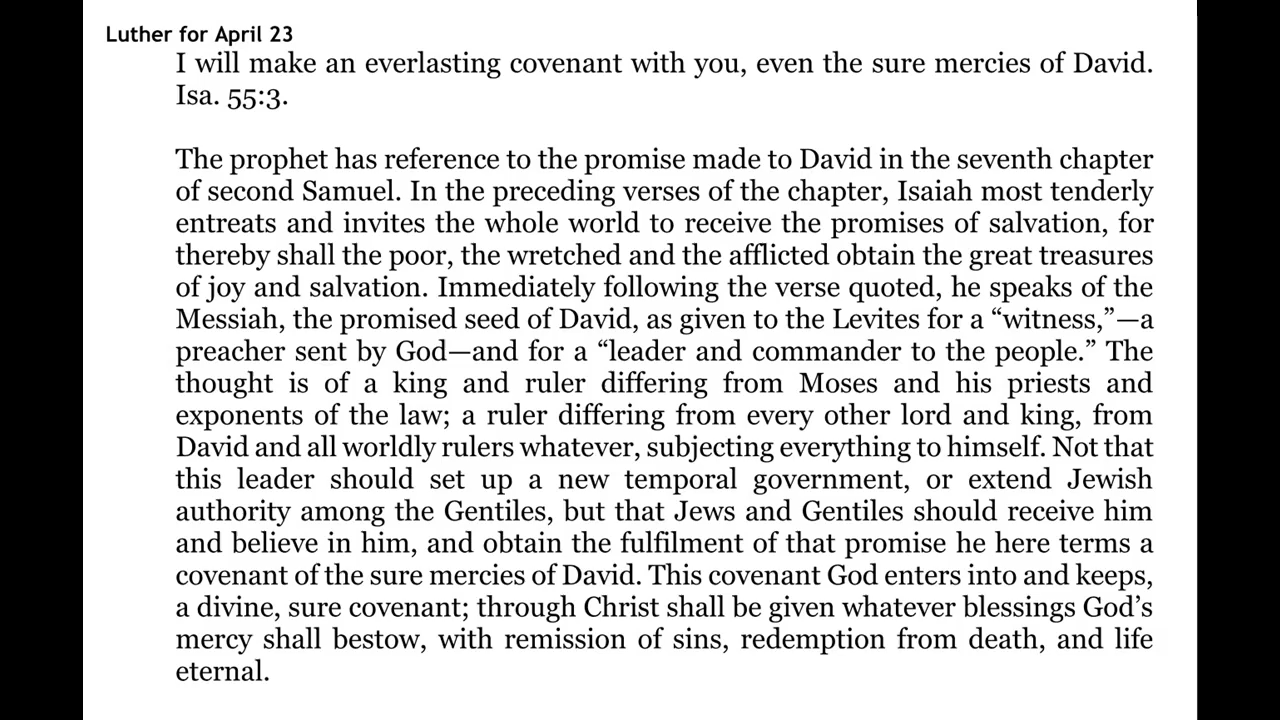 Luther for April 23
I will make an everlasting covenant with you, even the sure mercies of David.
Isa. 55:3.
The prophet has reference to the promise made to David in the seventh chapter
of second Samuel. In the preceding verses of the chapter, Isaiah most tenderly
entreats and invites the whole world to receive the promises of salvation, for
thereby shall the poor, the wretched and the afflicted obtain the great treasures
of joy and salvation. Immediately following the verse quoted, he speaks of the
Messiah, the promised seed of David, as given to the Levites for a “witness,”—a
preacher sent by God—and for a “leader and commander to the people.” The
thought is of a king and ruler differing from Moses and his priests and
exponents of the law; a ruler differing from every other lord and king, from
David and all worldly rulers whatever, subjecting everything to himself. Not that
this leader should set up a new temporal government, or extend Jewish
authority among the Gentiles, but that Jews and Gentiles should receive him
and believe in him, and obtain the fulfilment of that promise he here terms a
covenant of the sure mercies of David. This covenant God enters into and keeps,
a divine, sure covenant; through Christ shall be given whatever blessings God’s
mercy shall bestow, with remission of sins, redemption from death, and life
eternal.